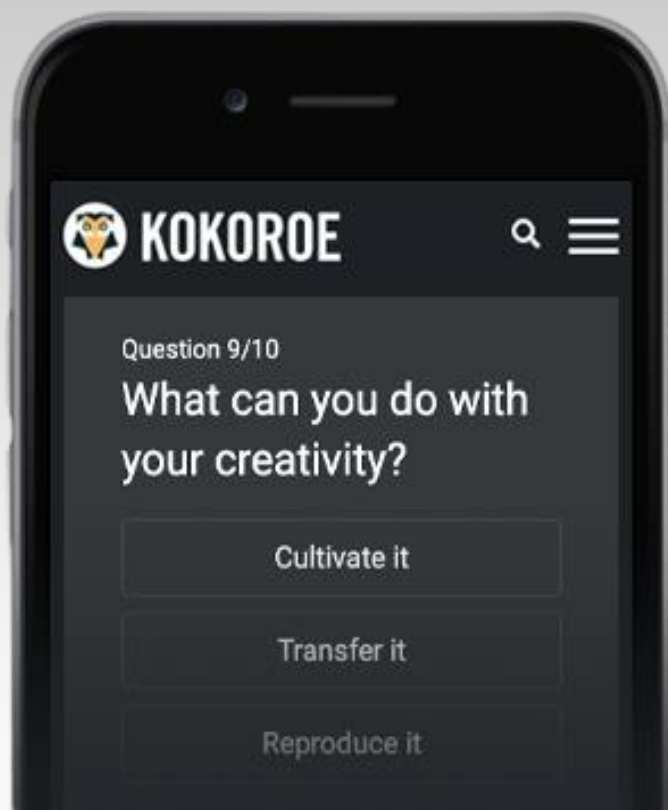 KOKOROE
Question 9/10
What can you do with
your creativity?
Cultivate it
Transfer it
Reproduce it